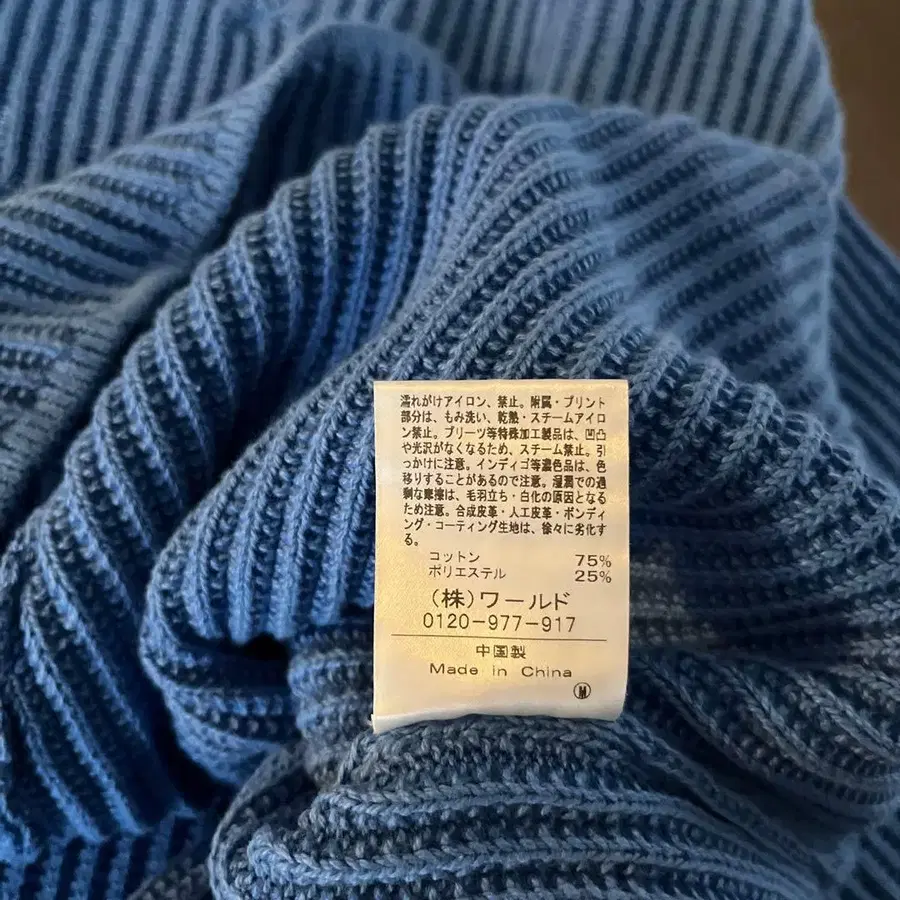 濡れがけアイロン、禁止。附属・プリント
部分は、もみ洗い、乾熱・スチームアイロ
ン禁止。プリーツ等特殊加工製品は、凹凸
や光沢がなくなるため、スチーム禁止。引
っかけに注意。インディゴ等濃色品は、色
移りすることがあるので注意。湿潤での過
剰な摩擦は、毛羽立ち・白化の原因となる
ため注意。合成皮革・人工皮革・ボンディ
ング・コーティング生地は、徐々に劣化す
る。
コットン 75%
ポリエステル 25%
(株)ワールド
0120-977-917
中国製
Made in China
Ⓜ